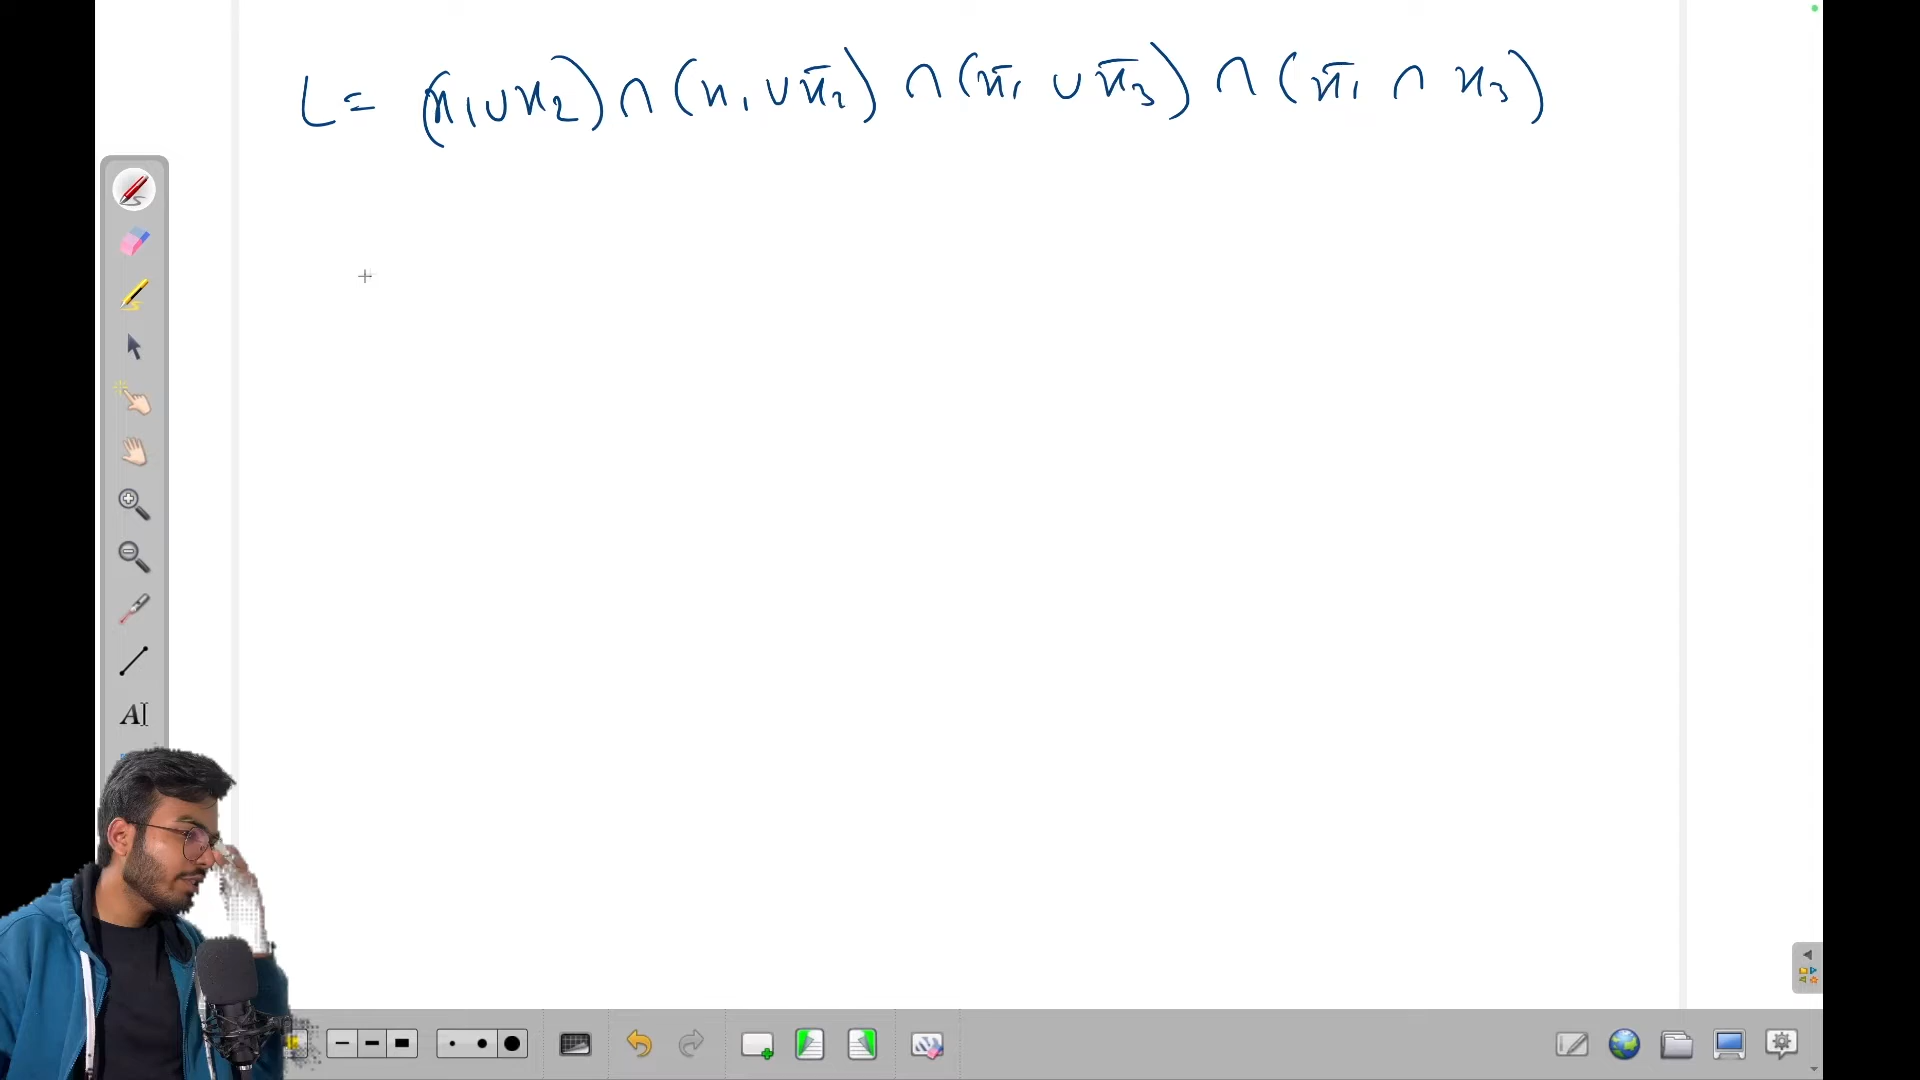 L = (x₁ ∪ x₂) ∩ (x₁ ∪ x̄₂) ∩ (x̄₁ ∪ x̄₃) ∩ (x̄₁ ∩ x₃)
A